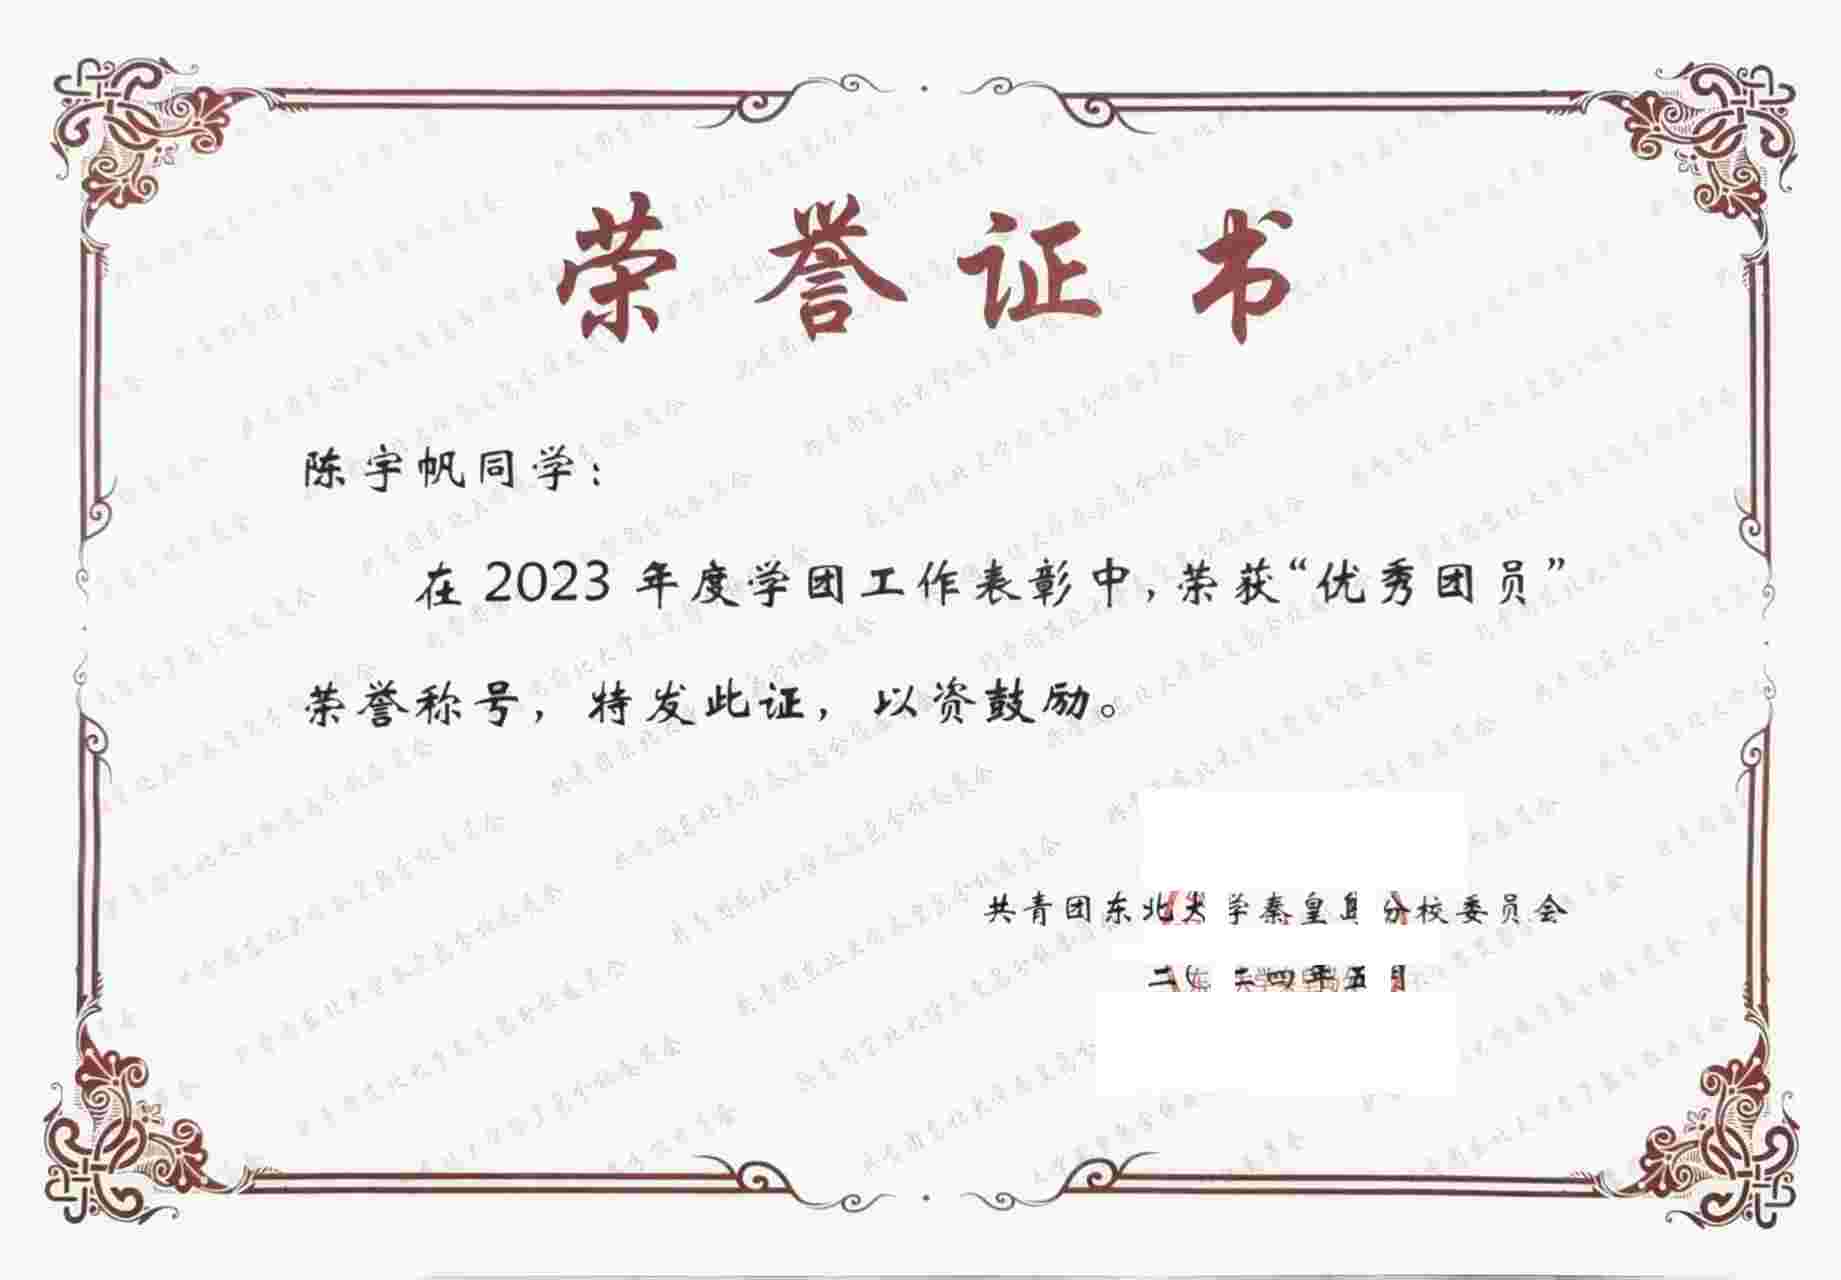 荣誉证书
陈宇帆同学：
在 2023 年度学团工作表彰中，荣获“优秀团员”
荣誉称号，特发此证，以资鼓励。
共青团东北大学秦皇岛分校委员会
二〇二四年五月